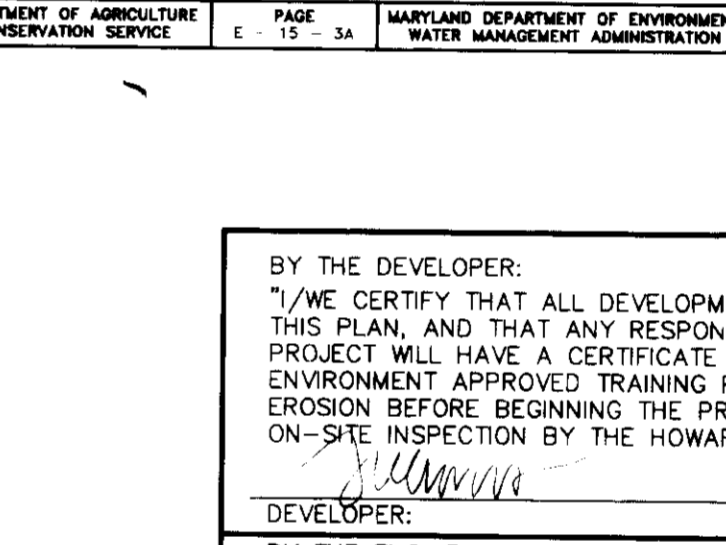 TMENT OF AGRICULTURE
NSERVATION SERVICE
PAGE
E - 15 - 3A
MARYLAND DEPARTMENT OF ENVIRONMEN
WATER MANAGEMENT ADMINISTRATION
BY THE DEVELOPER:
"I/WE CERTIFY THAT ALL DEVELOPM
THIS PLAN, AND THAT ANY RESPON
PROJECT WILL HAVE A CERTIFICATE
ENVIRONMENT APPROVED TRAINING
EROSION BEFORE BEGINNING THE PR
ON-SITE INSPECTION BY THE HOWAR
DEVELOPER: